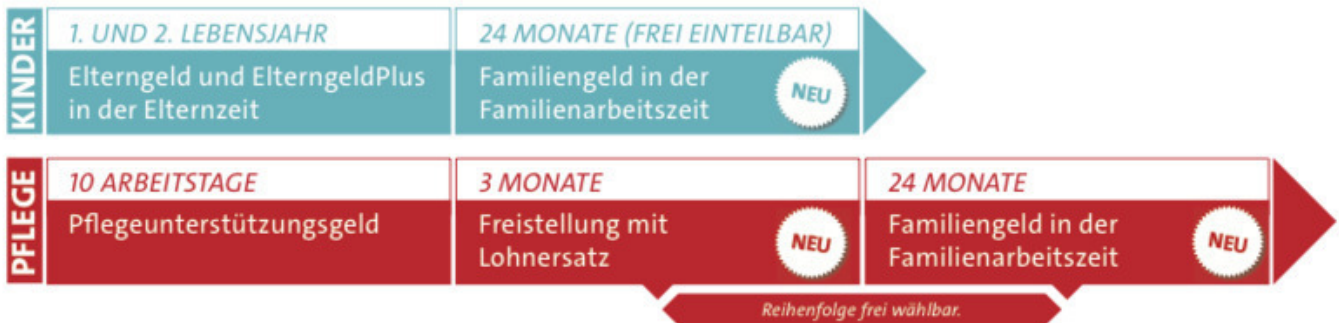 KINDER
1. UND 2. LEBENSJAHR
Elterngeld und ElterngeldPlus
in der Elternzeit
24 MONATE (FREI EINTEILBAR)
Familiengeld in der
Familienarbeitszeit
NEU
PFLEGE
10 ARBEITSTAGE
Pflegeunterstützungsgeld
3 MONATE
Freistellung mit
Lohnersatz
NEU
24 MONATE
Familiengeld in der
Familienarbeitszeit
NEU
Reihenfolge frei wählbar.